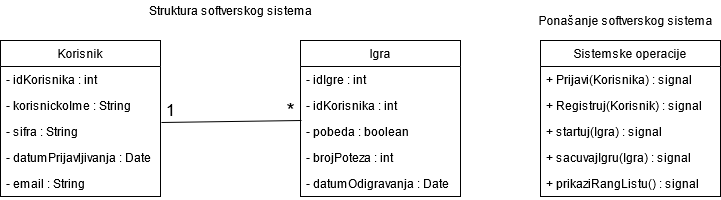 Struktura softverskog sistema
Ponašanje softverskog sistema
Korisnik
- idKorisnika : int
- korisnickoIme : String
- sifra : String
- datumPrijavljivanja : Date
- email : String
1
*
Igra
- idIgre : int
- idKorisnika : int
- pobeda : boolean
- brojPoteza : int
- datumOdigravanja : Date
Sistemske operacije
+ Prijavi(Korisnika) : signal
+ Registruj(Korisnik) : signal
+ startuj(Igra) : signal
+ sacuvajIgru(Igra) : signal
+ prikaziRangListu() : signal